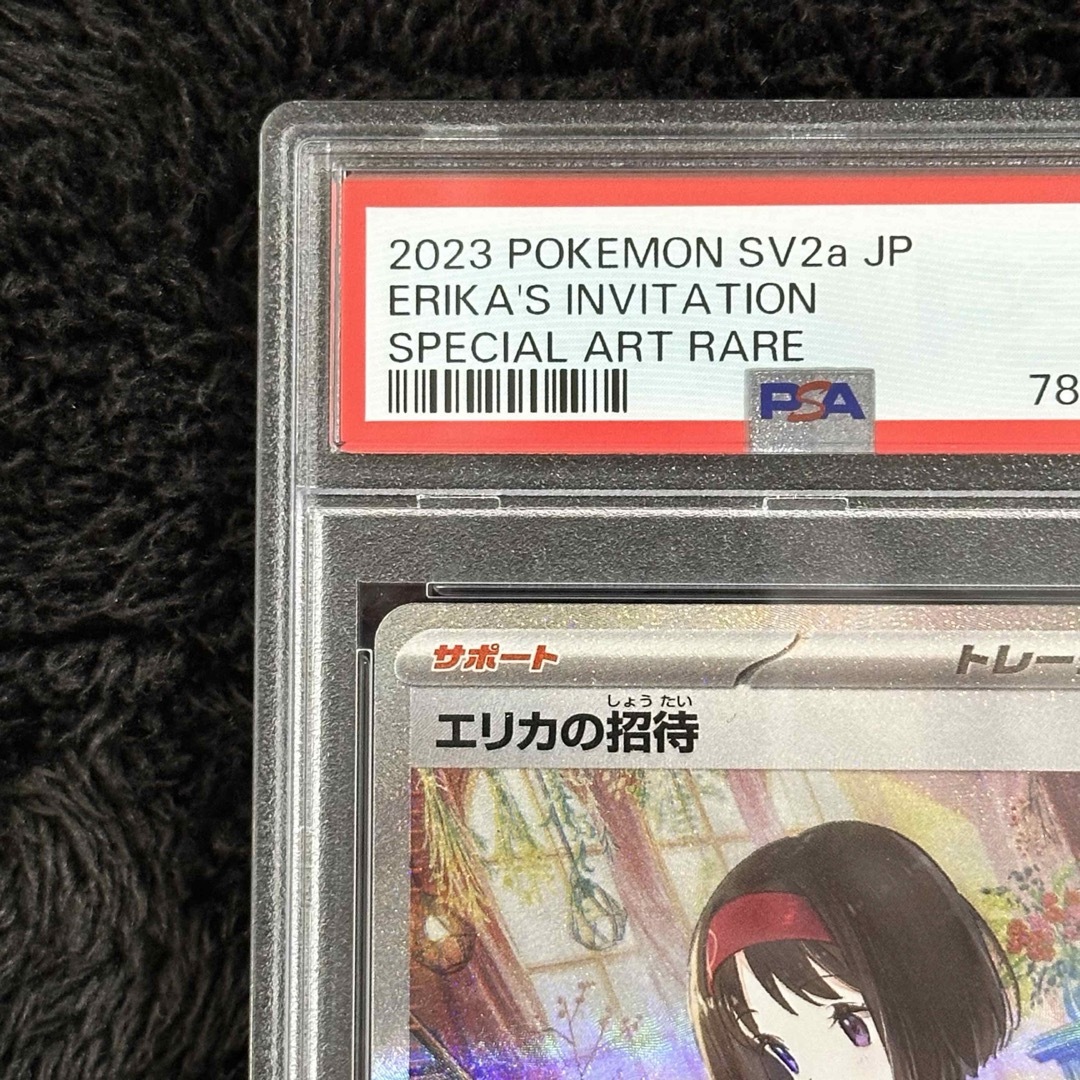 2023 POKEMON SV2a JP
ERIKA'S INVITATION
SPECIAL ART RARE
PSA
78
サポート
トレー
しょうたい
エリカの招待